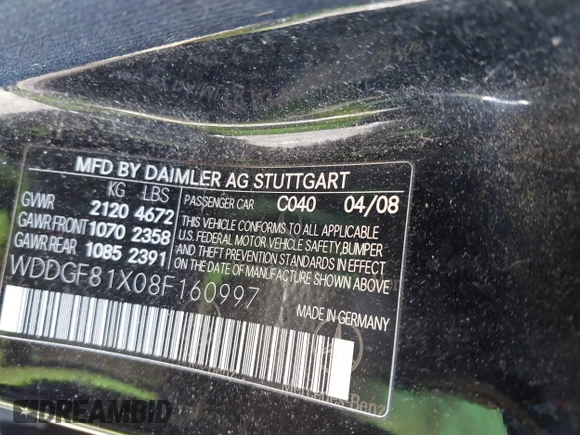 MFD BY DAIMLER AG STUTTGART
KG LBS
GVWR 2120 4672
GAWR FRONT 1070 2358
GAWR REAR 1085 2391
PASSENGER CAR C040 04/08
THIS VEHICLE CONFORMS TO ALL APPLICABLE
U.S. FEDERAL MOTOR VEHICLE SAFETY, BUMPER
AND THEFT PREVENTION STANDARDS IN EFFECT
ON THE DATE OF MANUFACTURE SHOWN ABOVE
WDDGF81X08F160997
MADE IN GERMANY
Mercedes-Benz
DREAMBID